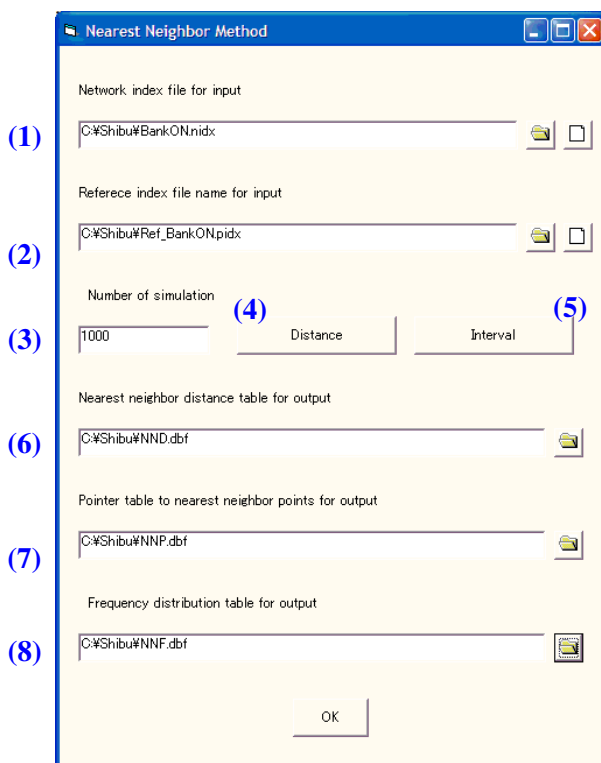 Nearest Neighbor Method
Network index file for input
(1) C:¥Shibu¥BankON.nidx
Referece index file name for input
C:¥Shibu¥Ref_BankON.pidx
(2)
Number of simulation
(4) (5)
(3) 1000 Distance Interval
Nearest neighbor distance table for output
(6) C:¥Shibu¥NND.dbf
Pointer table to nearest neighbor points for output
C:¥Shibu¥NNP.dbf
(7)
Frequency distribution table for output
(8) C:¥Shibu¥NNF.dbf
OK